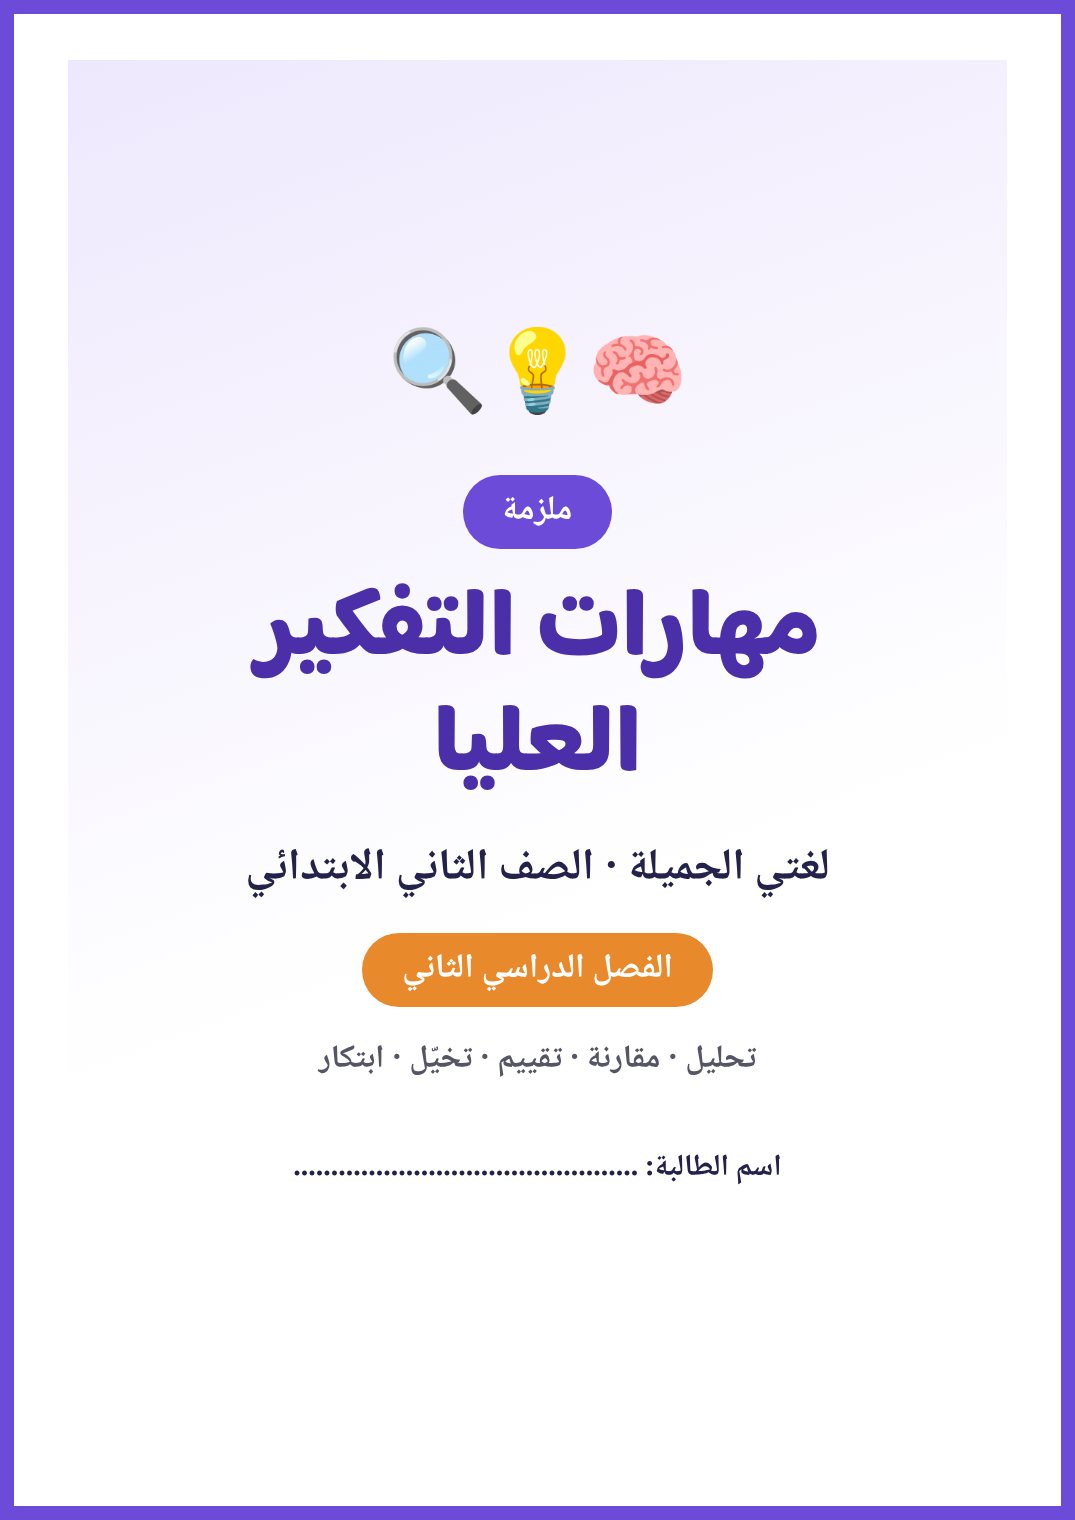 ملزمة
مهارات التفكير
العليا
لغتي الجميلة • الصف الثاني الابتدائي
الفصل الدراسي الثاني
تحليل • مقارنة • تقييم • تخيّل • ابتكار
اسم الطالبة: ..............................................